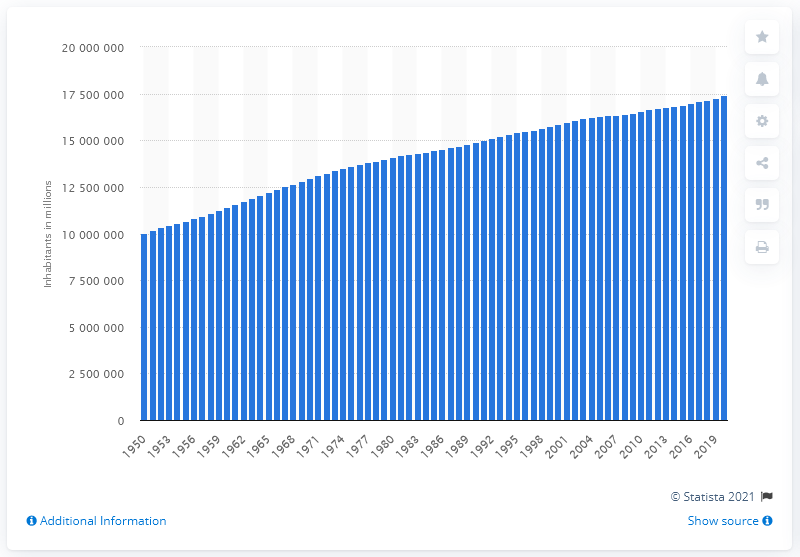 20 000 000
17 500 000
15 000 000
12 500 000
10 000 000
7 500 000
5 000 000
2 500 000
0
Inhabitants in millions
1950 1953 1956 1959 1962 1965 1968 1971 1974 1977 1980 1983 1986 1989 1992 1995 1998 2001 2004 2007 2010 2013 2016 2019
© Statista 2021
Additional Information
Show source